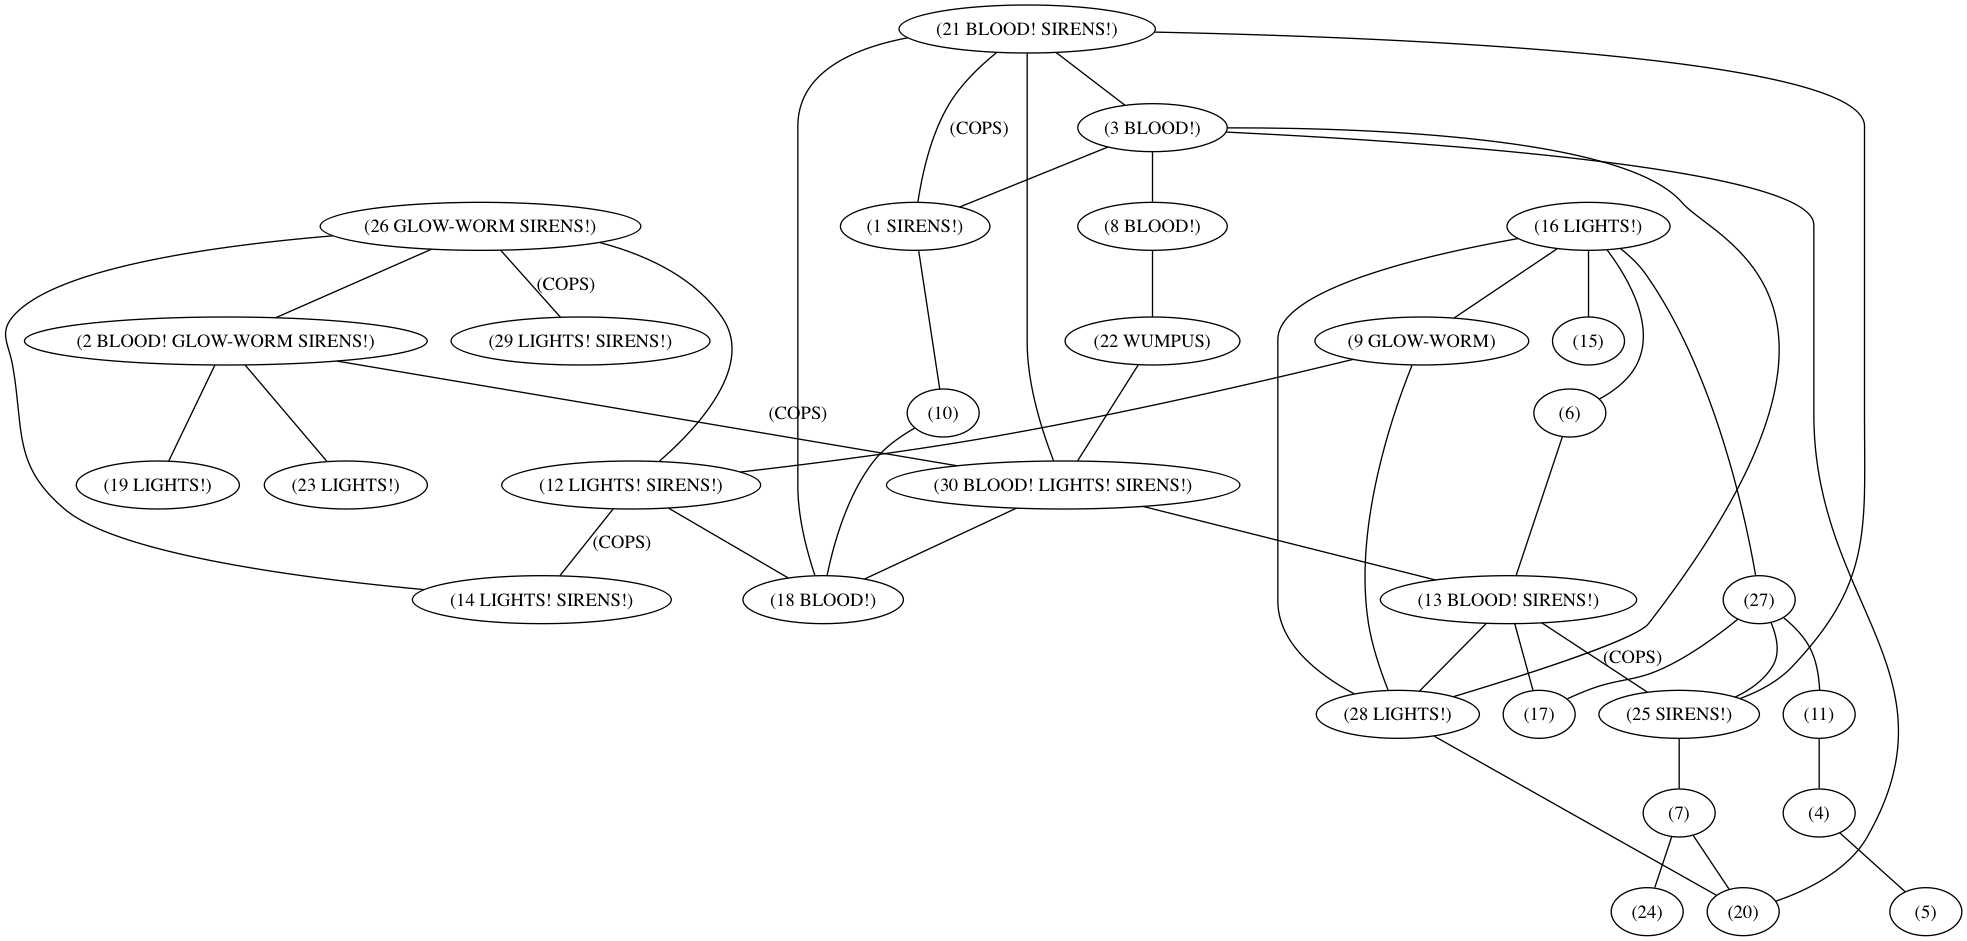 (21 BLOOD! SIRENS!)
(COPS)
(3 BLOOD!)
(26 GLOW-WORM SIRENS!)
(1 SIRENS!)
(8 BLOOD!)
(16 LIGHTS!)
(COPS)
(2 BLOOD! GLOW-WORM SIRENS!)
(29 LIGHTS! SIRENS!)
(22 WUMPUS)
(9 GLOW-WORM)
(15)
(COPS)
(10)
(6)
(19 LIGHTS!)
(23 LIGHTS!)
(12 LIGHTS! SIRENS!)
(30 BLOOD! LIGHTS! SIRENS!)
(COPS)
(14 LIGHTS! SIRENS!)
(18 BLOOD!)
(13 BLOOD! SIRENS!)
(27)
(COPS)
(28 LIGHTS!)
(17)
(25 SIRENS!)
(11)
(7)
(4)
(24)
(20)
(5)